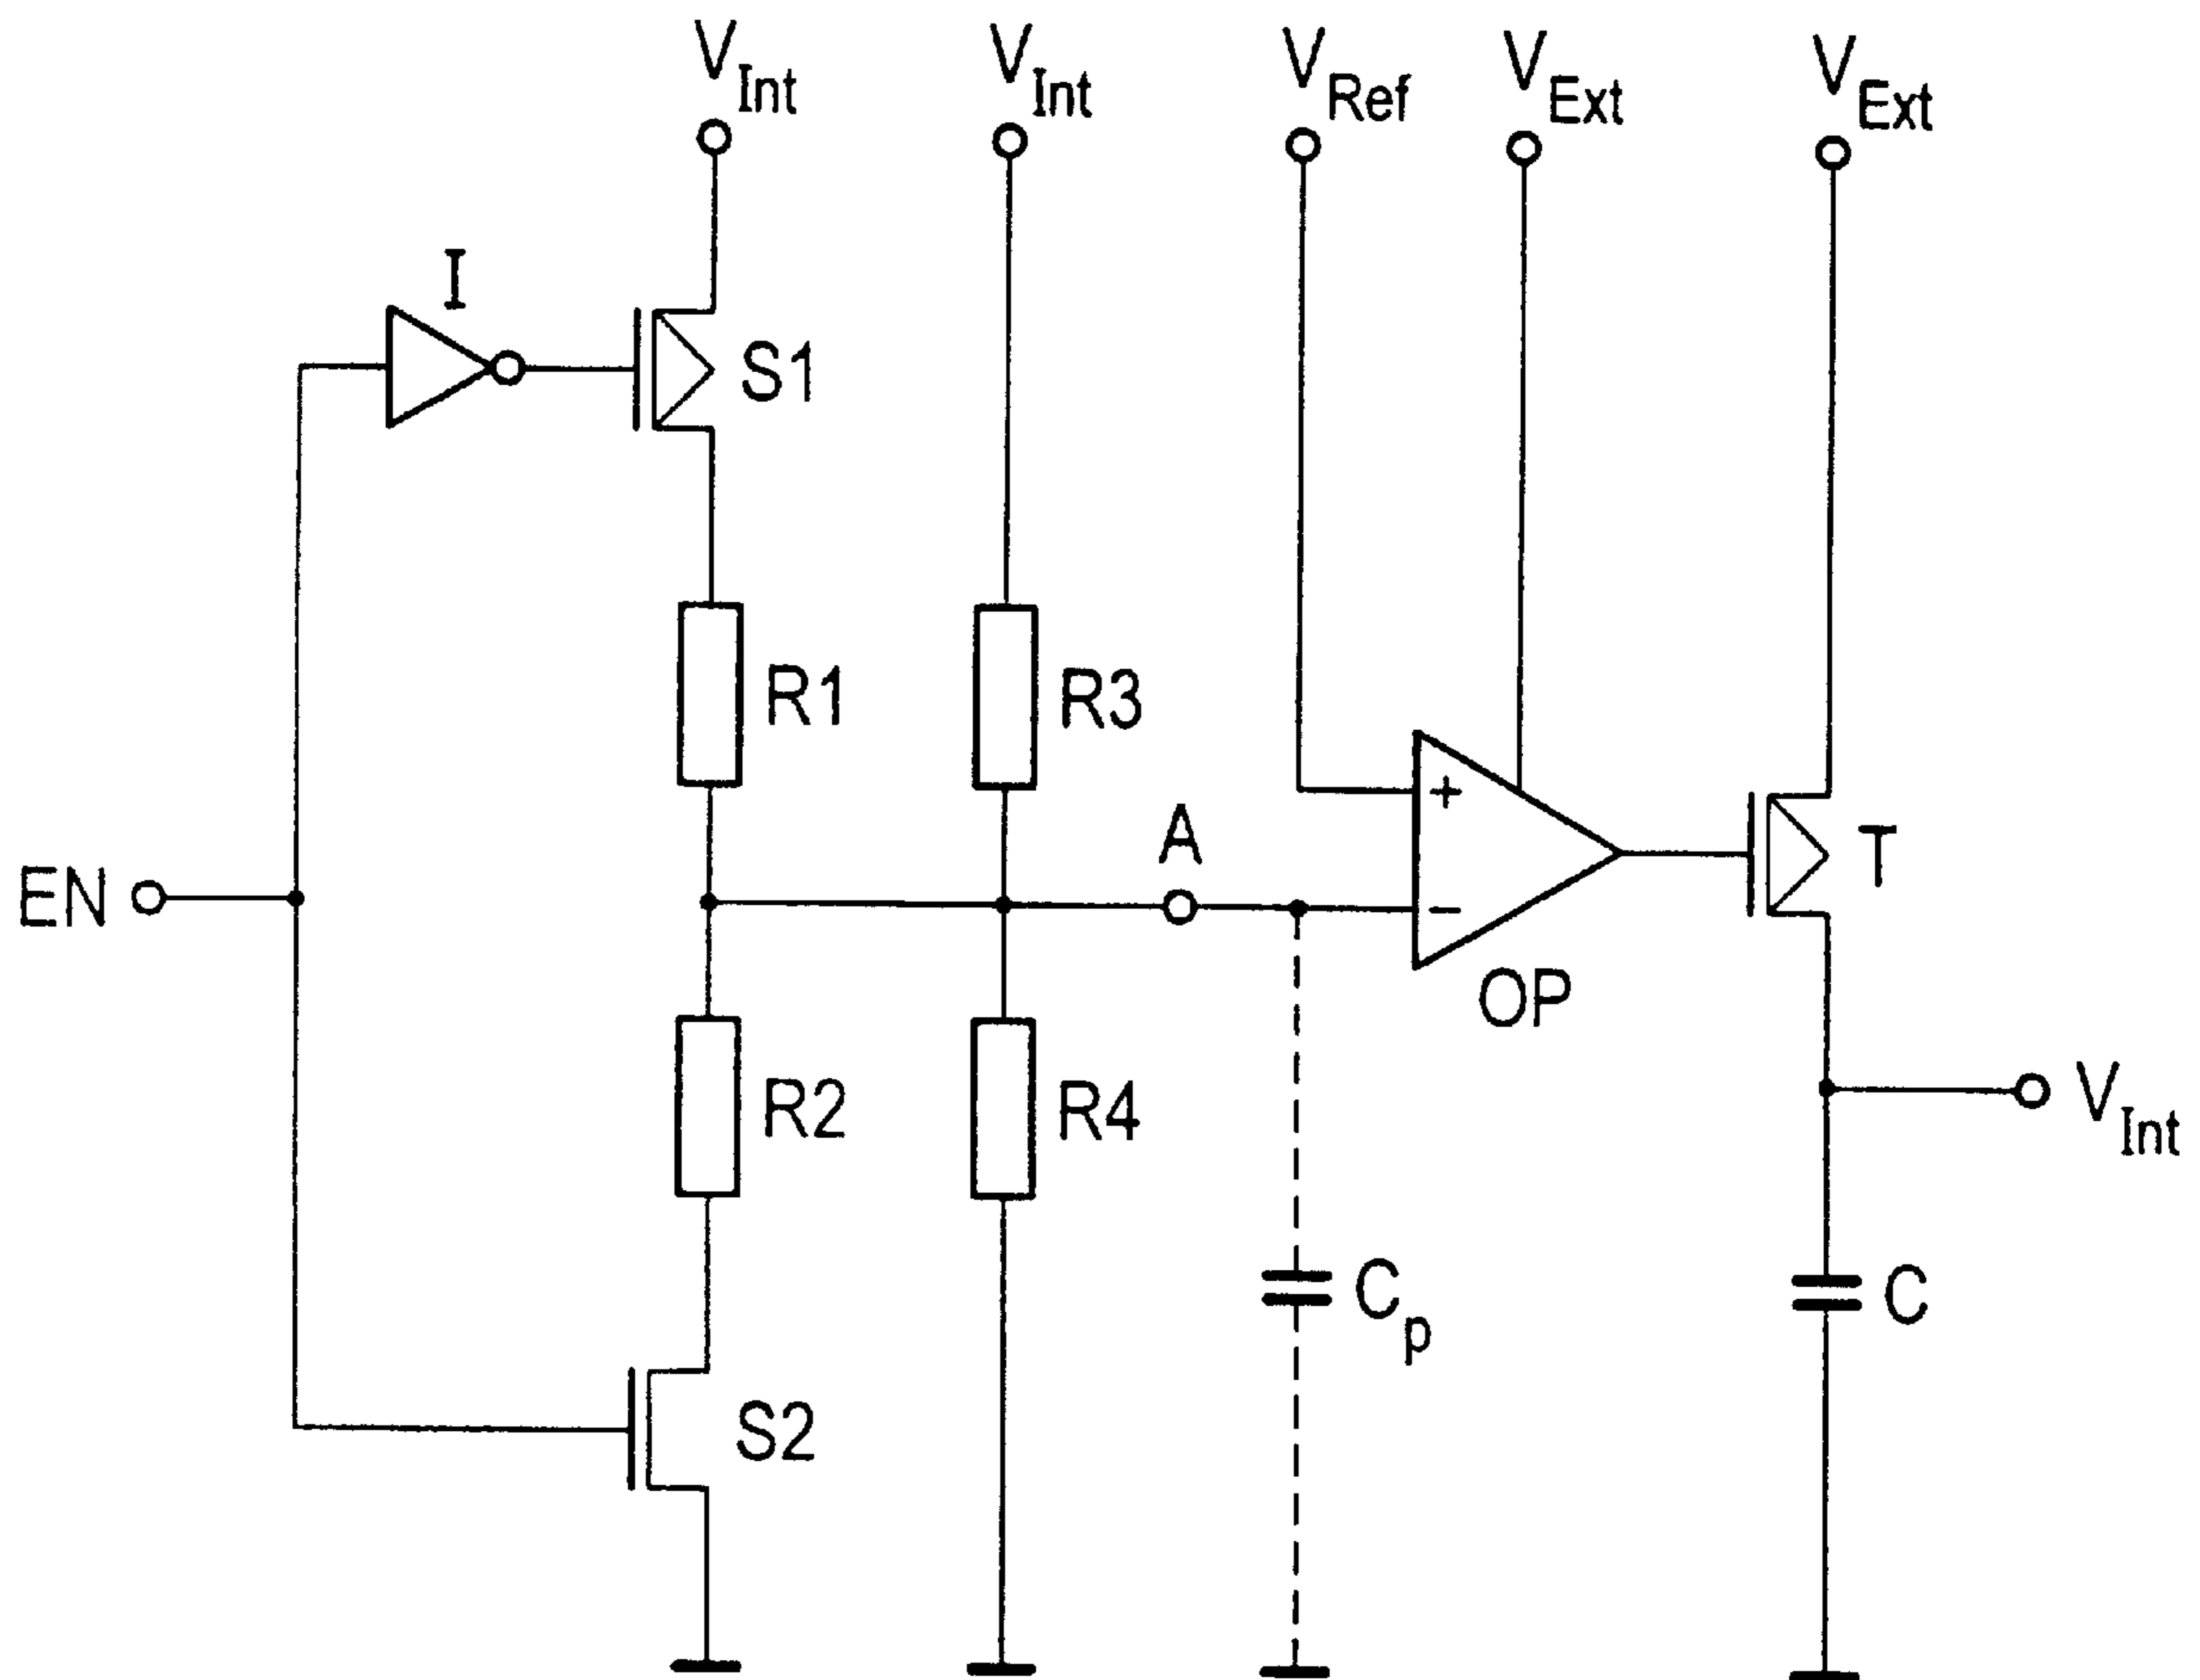 V_Int
V_Int
V_Ref
V_Ext
V_Ext
I
S1
R1
R3
+
A
T
EN
−
OP
R2
R4
V_Int
C_p
C
S2